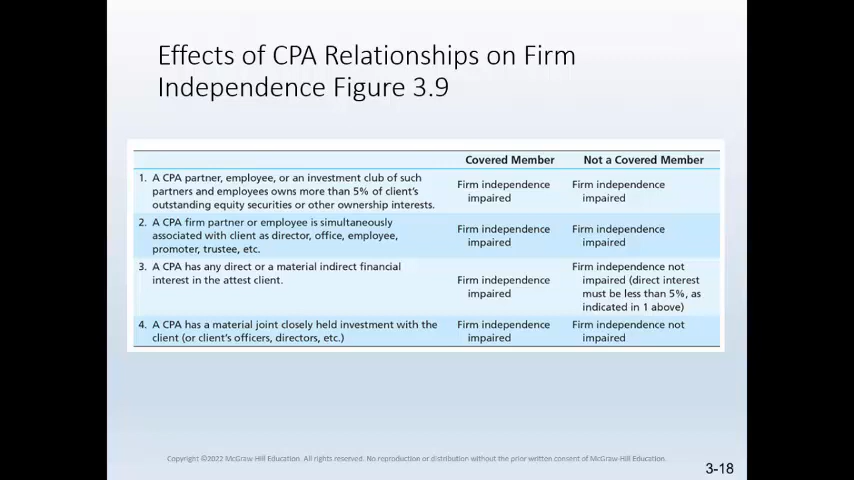 Effects of CPA Relationships on Firm
Independence Figure 3.9
Covered Member Not a Covered Member
1. A CPA partner, employee, or an investment club of such
partners and employees owns more than 5% of client's
outstanding equity securities or other ownership interests.
Firm independence
impaired
Firm independence
impaired
2. A CPA firm partner or employee is simultaneously
associated with client as director, office, employee,
promoter, trustee, etc.
Firm independence
impaired
Firm independence
impaired
3. A CPA has any direct or a material indirect financial
interest in the attest client.
Firm independence
impaired
Firm independence not
impaired (direct interest
must be less than 5%, as
indicated in 1 above)
4. A CPA has a material joint closely held investment with the
client (or client's officers, directors, etc.)
Firm independence
impaired
Firm independence not
impaired
Copyright ©2022 McGraw Hill Education. All rights reserved. No reproduction or distribution without the prior written consent of McGraw-Hill Education.
3-18